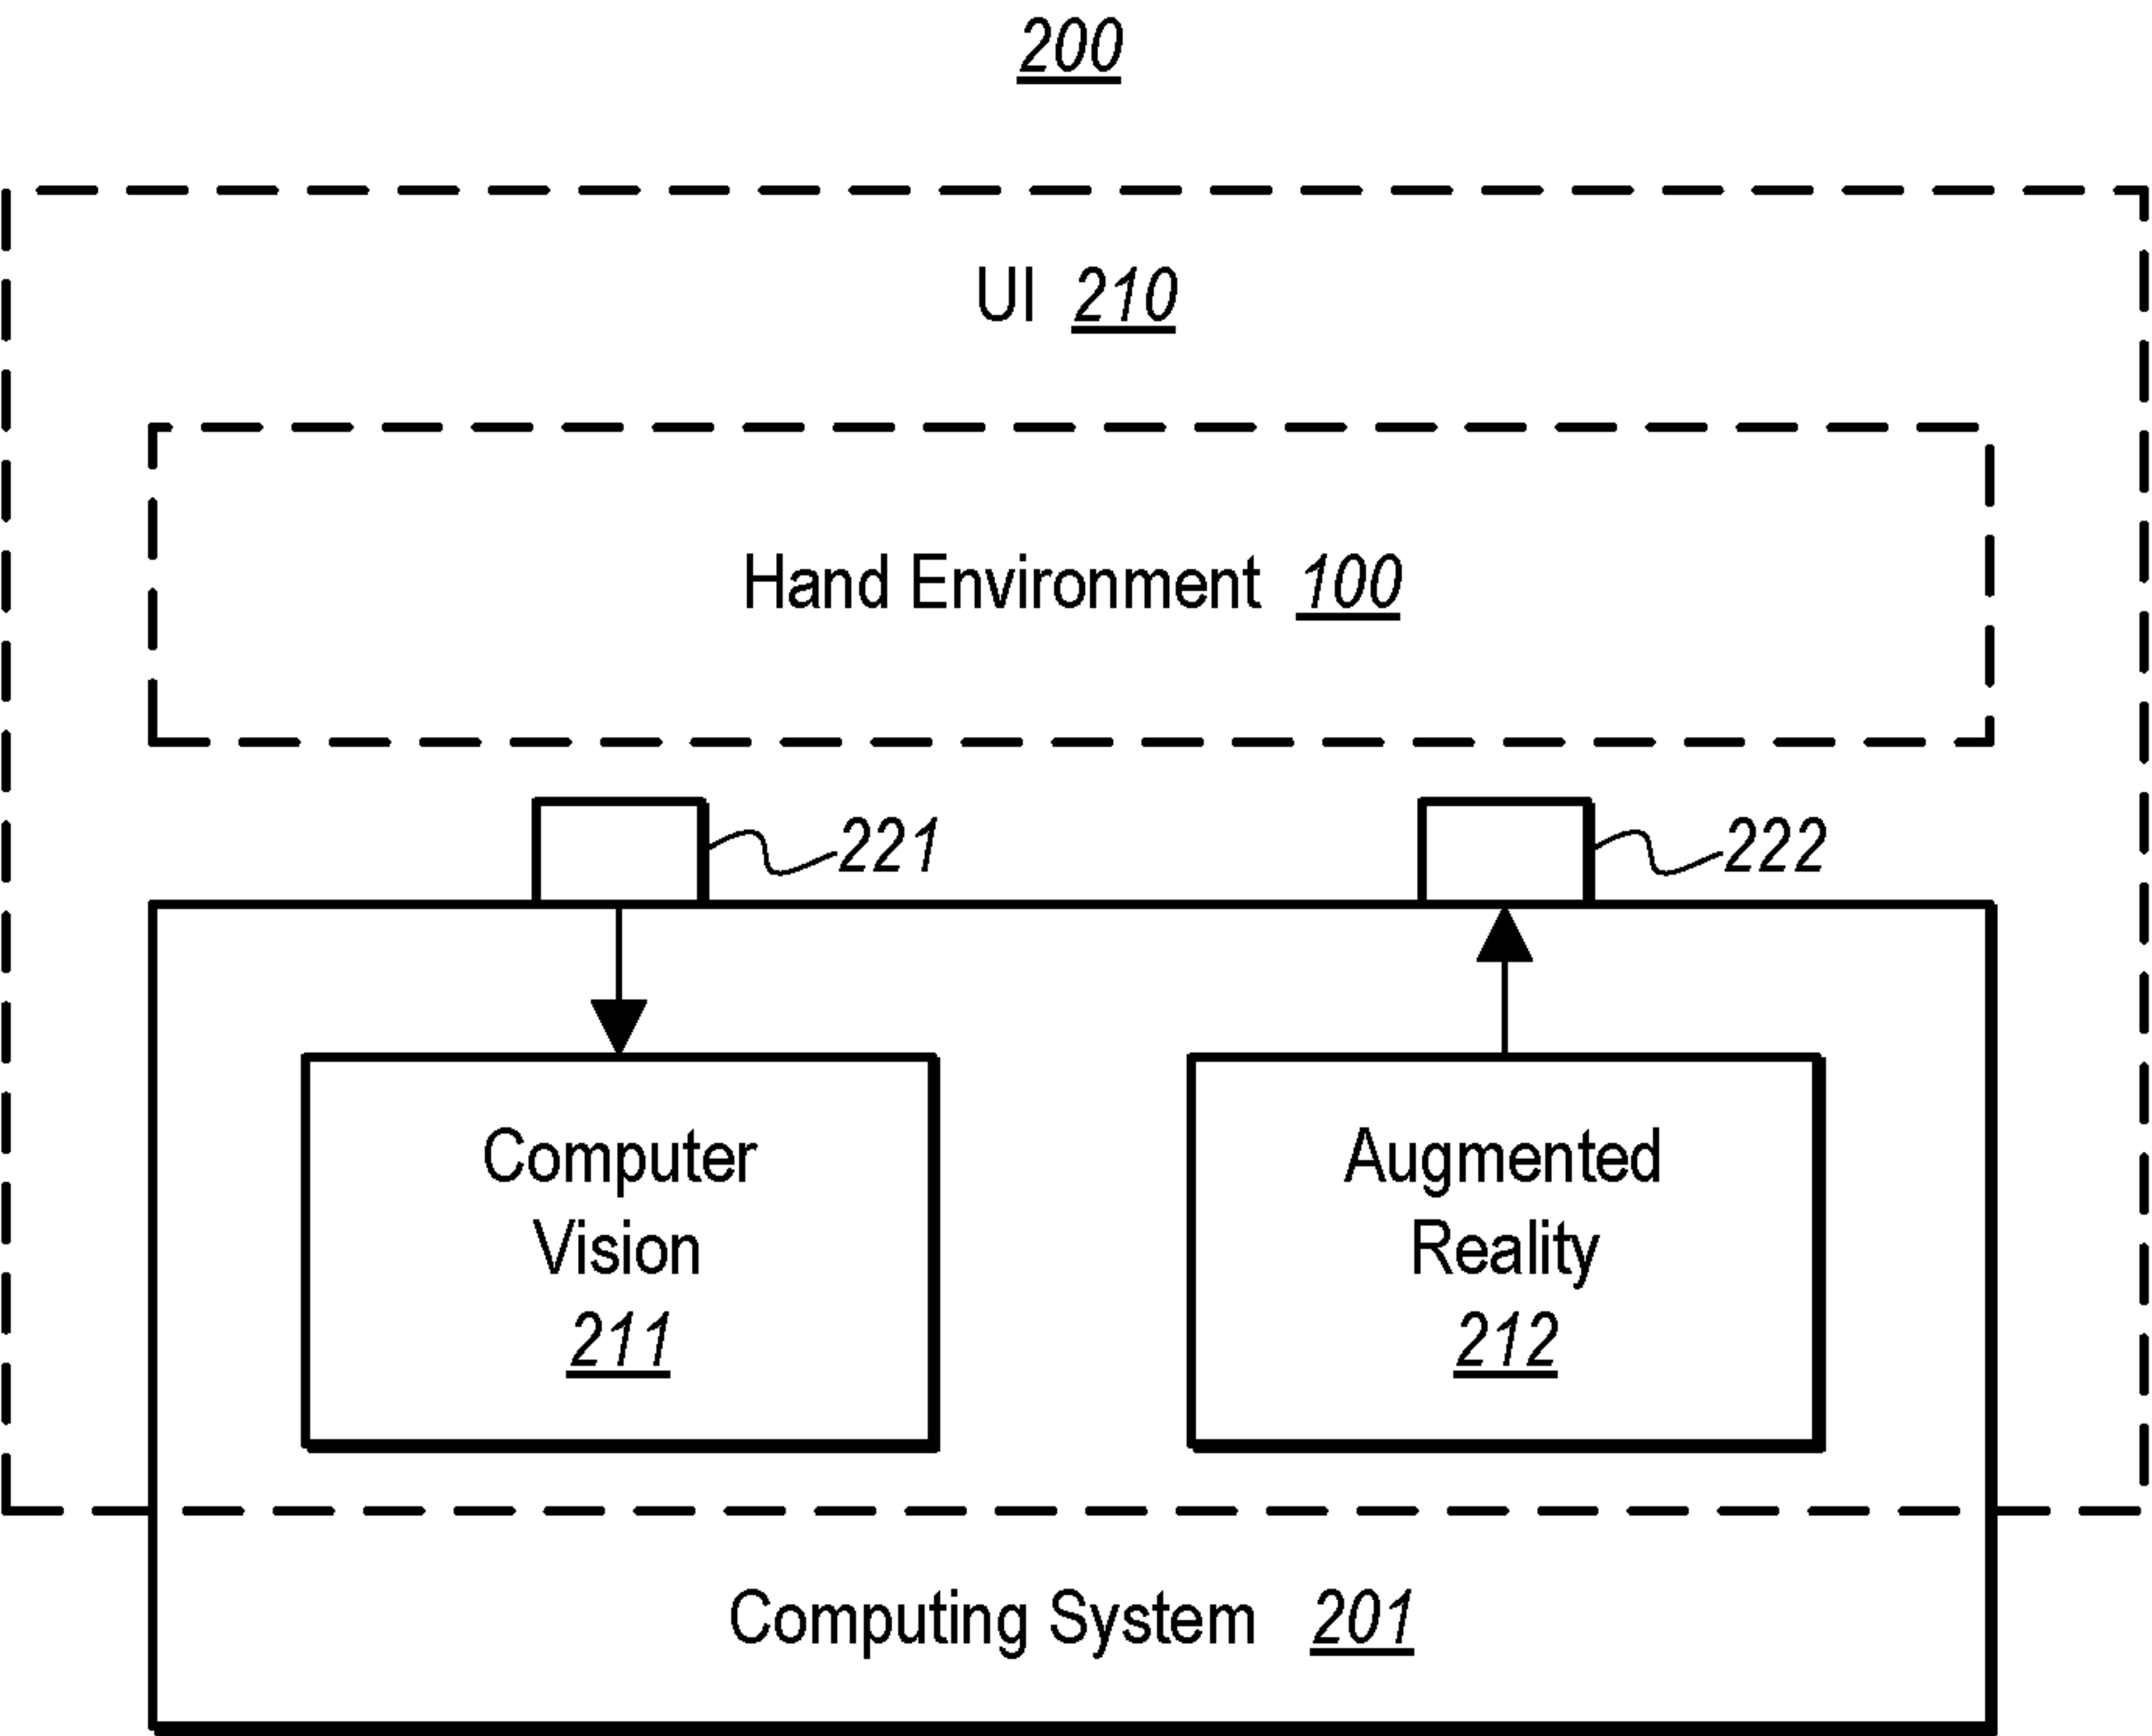 200
UI 210
Hand Environment 100
221
222
Computer
Vision
211
Augmented
Reality
212
Computing System 201